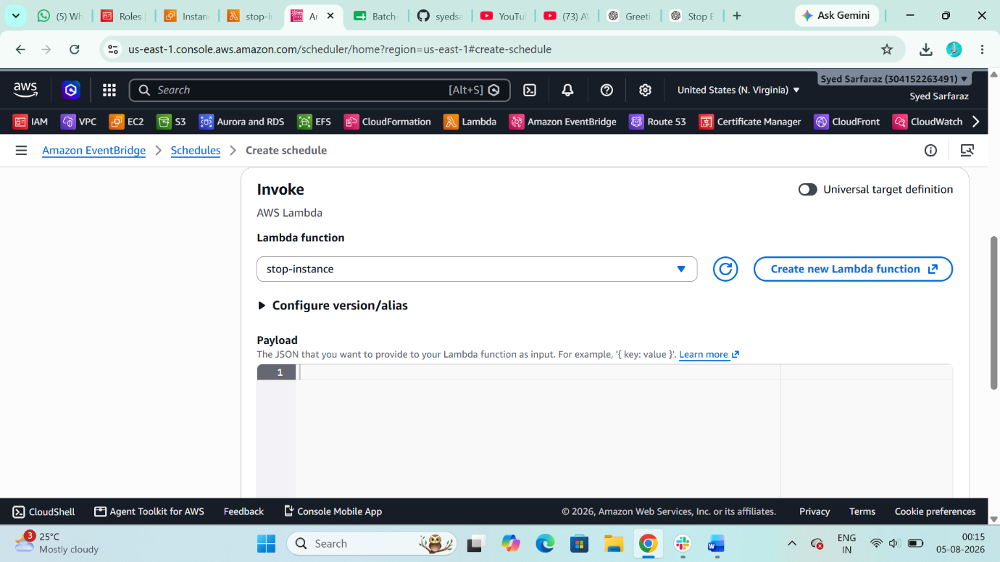 (5) Wh
Roles |
Instan
stop-in
Ar
Batch-
syedsa
YouTu
(73) A
Greeti
Stop E
Ask Gemini
us-east-1.console.aws.amazon.com/scheduler/home?region=us-east-1#create-schedule
aws
Search
[Alt+S]
United States (N. Virginia)
Syed Sarfaraz (304152263491)
Syed Sarfaraz
IAM
VPC
EC2
S3
Aurora and RDS
EFS
CloudFormation
Lambda
Amazon EventBridge
Route 53
Certificate Manager
CloudFront
CloudWatch
Amazon EventBridge
Schedules
Create schedule
Invoke
Universal target definition
AWS Lambda
Lambda function
stop-instance
Create new Lambda function
Configure version/alias
Payload
The JSON that you want to provide to your Lambda function as input. For example, '{ key: value }'. Learn more
1
CloudShell
Agent Toolkit for AWS
Feedback
Console Mobile App
© 2026, Amazon Web Services, Inc. or its affiliates.
Privacy
Terms
Cookie preferences
3
25°C
Mostly cloudy
Search
ENG
IN
00:15
05-08-2026